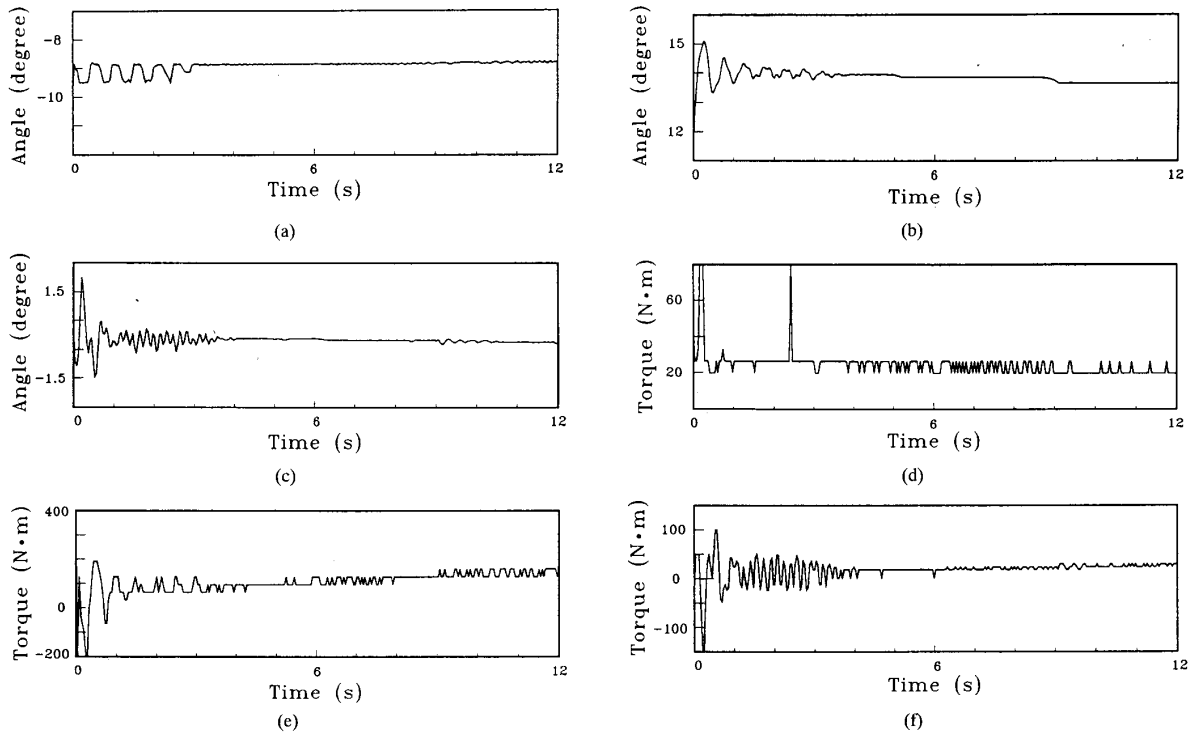 Angle (degree)
-8
-10
0
6
12
Time (s)
(a)
Angle (degree)
15
12
0
6
12
Time (s)
(b)
Angle (degree)
1.5
-1.5
0
6
12
Time (s)
(c)
Torque (N•m)
60
20
0
6
12
Time (s)
(d)
Torque (N•m)
400
0
-200
0
6
12
Time (s)
(e)
Torque (N•m)
100
0
-100
0
6
12
Time (s)
(f)